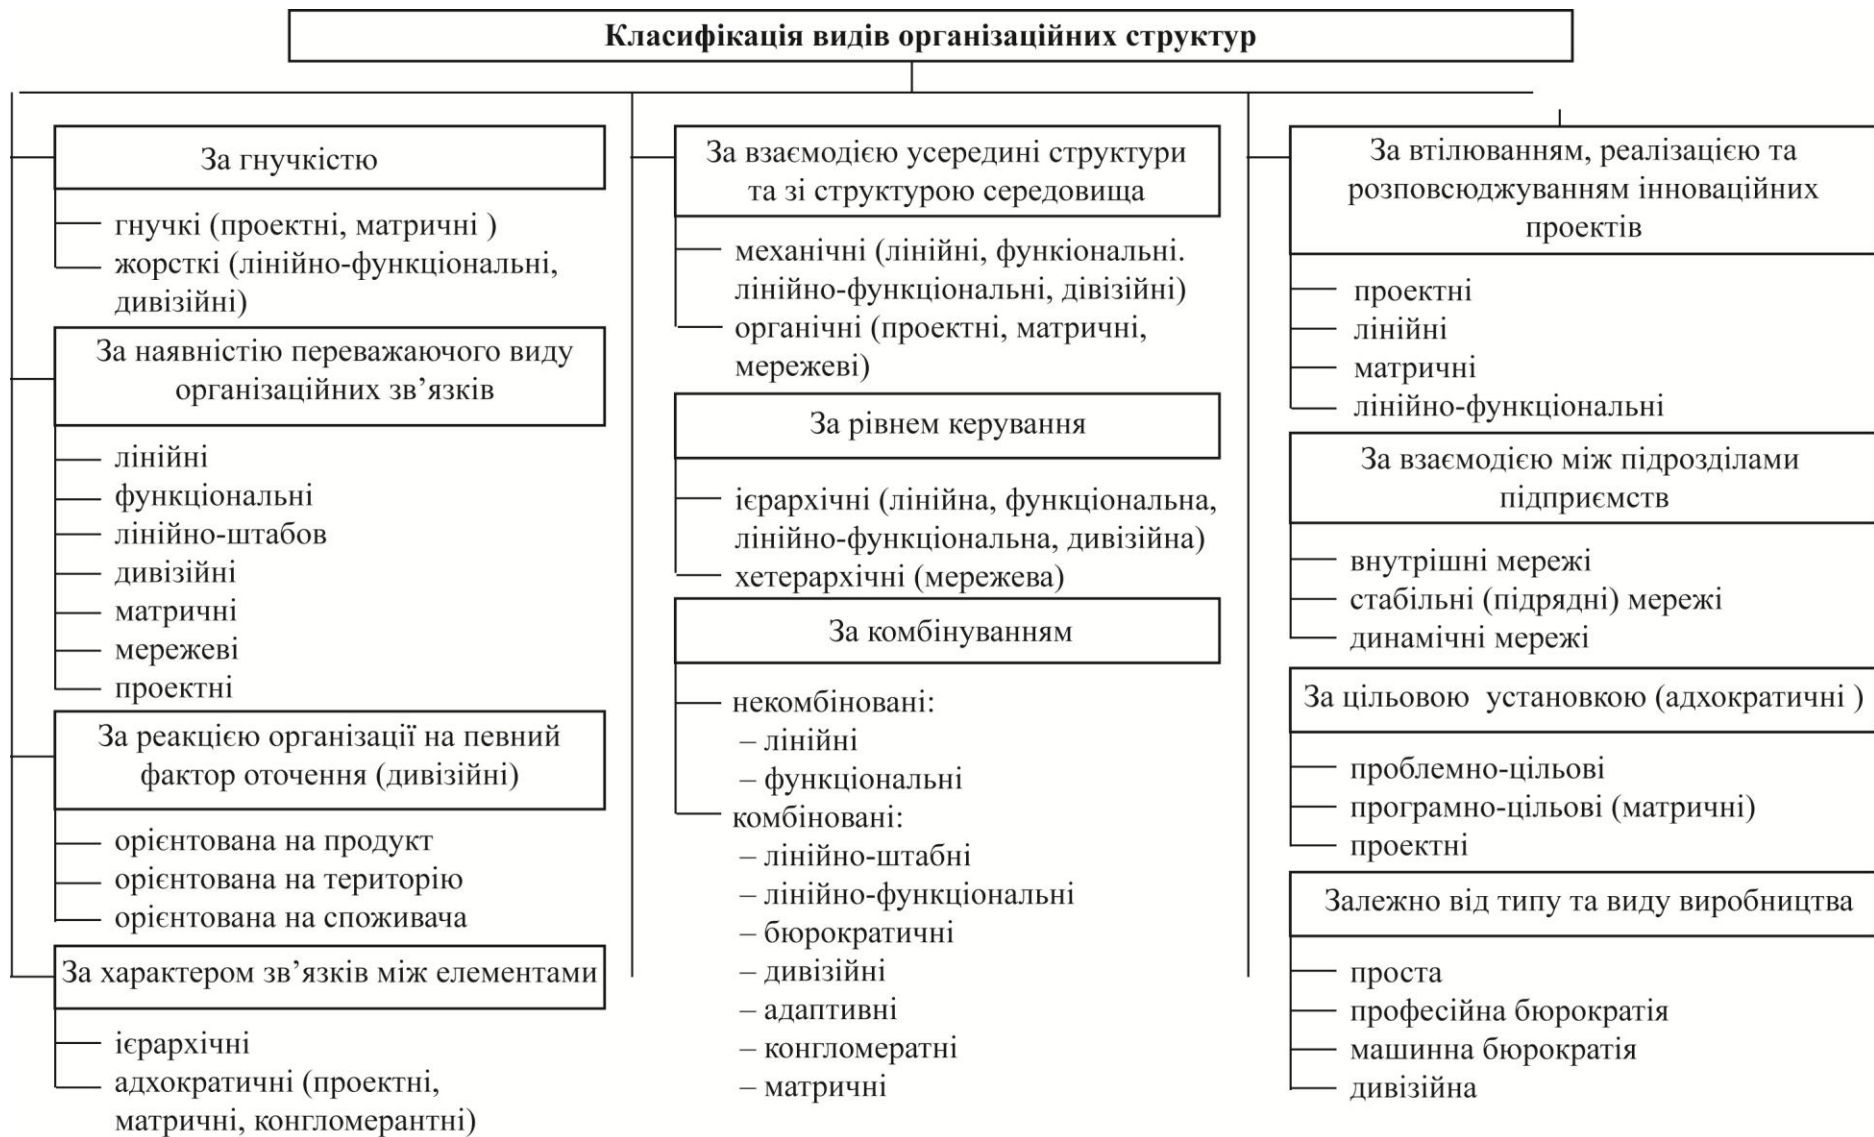 Класифікація видів організаційних структур
За гнучкістю
гнучкі (проектні, матричні )
жорсткі (лінійно-функціональні,
дивізійні)
За наявністію переважаючого виду
організаційних зв’язків
лінійні
функціональні
лінійно-штабов
дивізійні
матричні
мережеві
проектні
За реакцією організації на певний
фактор оточення (дивізійні)
орієнтована на продукт
орієнтована на територію
орієнтована на споживача
За характером зв’язків між елементами
ієрархічні
адхократичні (проектні,
матричні, конгломерантні)
За взаємодією усередині структури
та зі структурою середовища
механічні (лінійні, функіональні.
лінійно-функціональні, дівізійні)
органічні (проектні, матричні,
мережеві)
За рівнем керування
ієрархічні (лінійна, функціональна,
лінійно-функціональна, дивізійна)
хетерархічні (мережева)
За комбінуванням
некомбіновані:
– лінійні
– функціональні
комбіновані:
– лінійно-штабні
– лінійно-функціональні
– бюрократичні
– дивізійні
– адаптивні
– конгломератні
– матричні
За втілюванням, реалізацією та
розповсюджуванням інноваційних
проектів
проектні
лінійні
матричні
лінійно-функціональні
За взаємодією між підрозділами
підприємств
внутрішні мережі
стабільні (підрядні) мережі
динамічні мережі
За цільовою установкою (адхократичні )
проблемно-цільові
програмно-цільові (матричні)
проектні
Залежно від типу та виду виробництва
проста
професійна бюрократія
машинна бюрократія
дивізійна